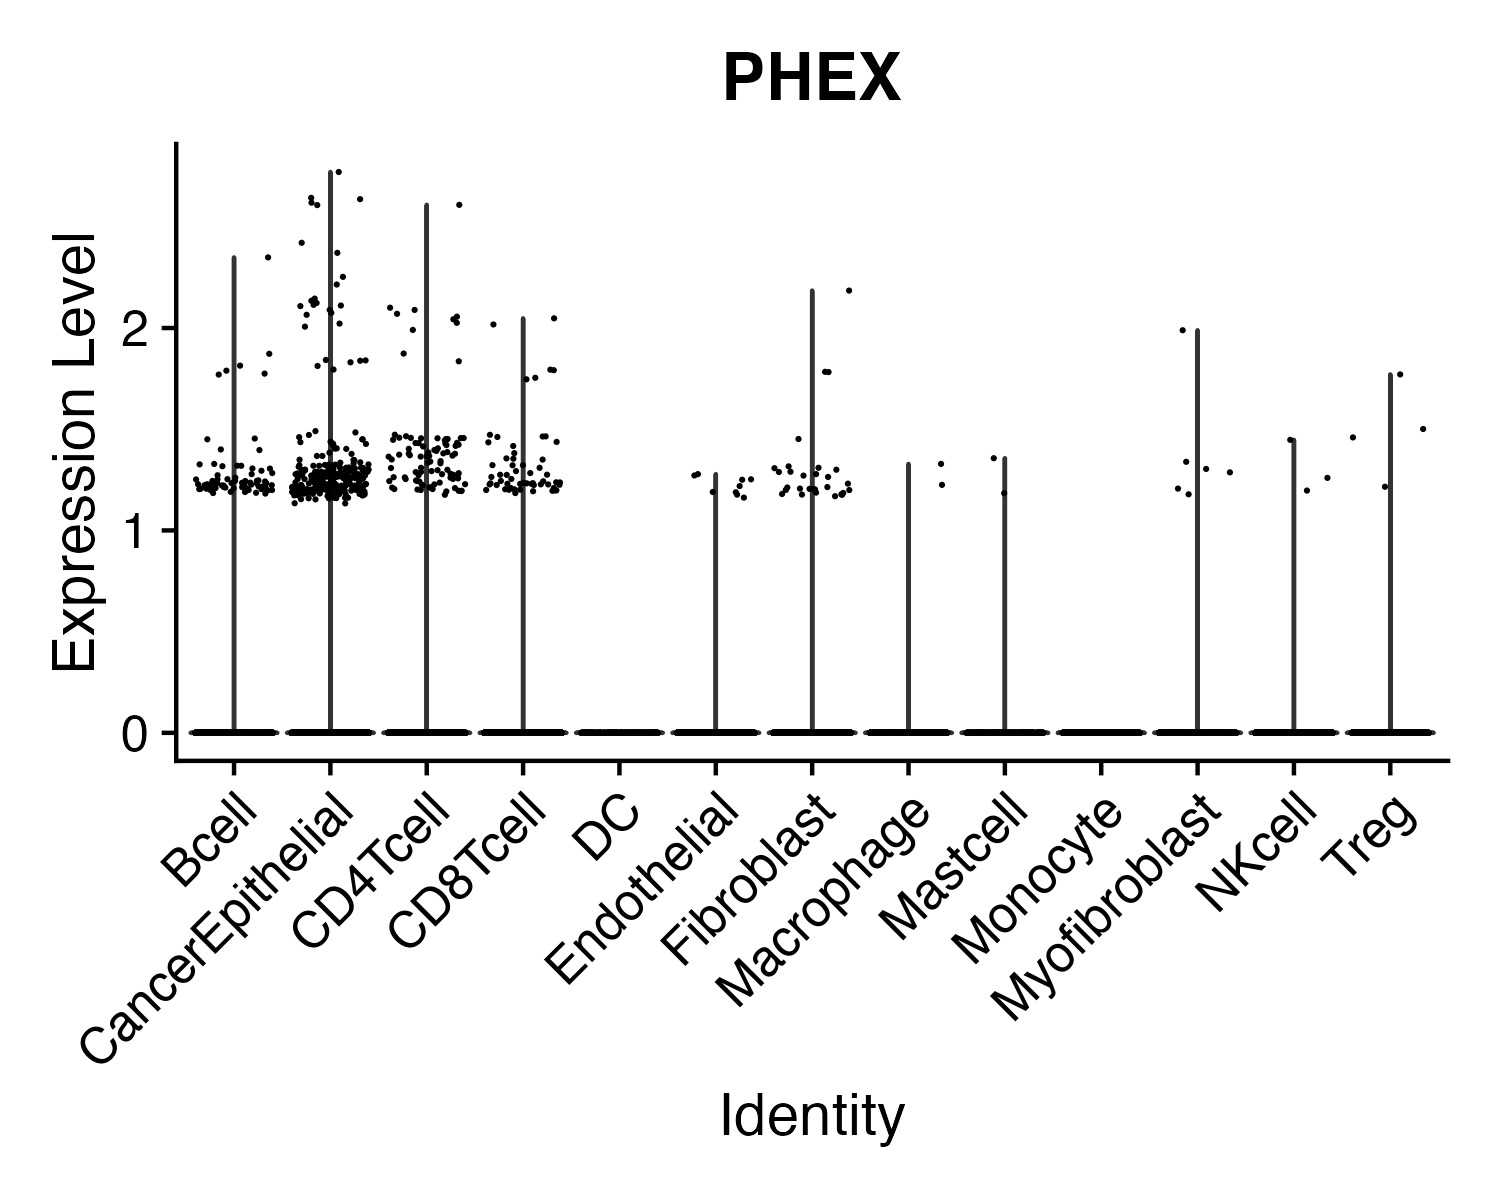 PHEX
Expression Level
2
1
0
Bcell
CancerEpithelial
CD4Tcell
CD8Tcell
DC
Endothelial
Fibroblast
Macrophage
Mastcell
Monocyte
Myofibroblast
NKcell
Treg
Identity